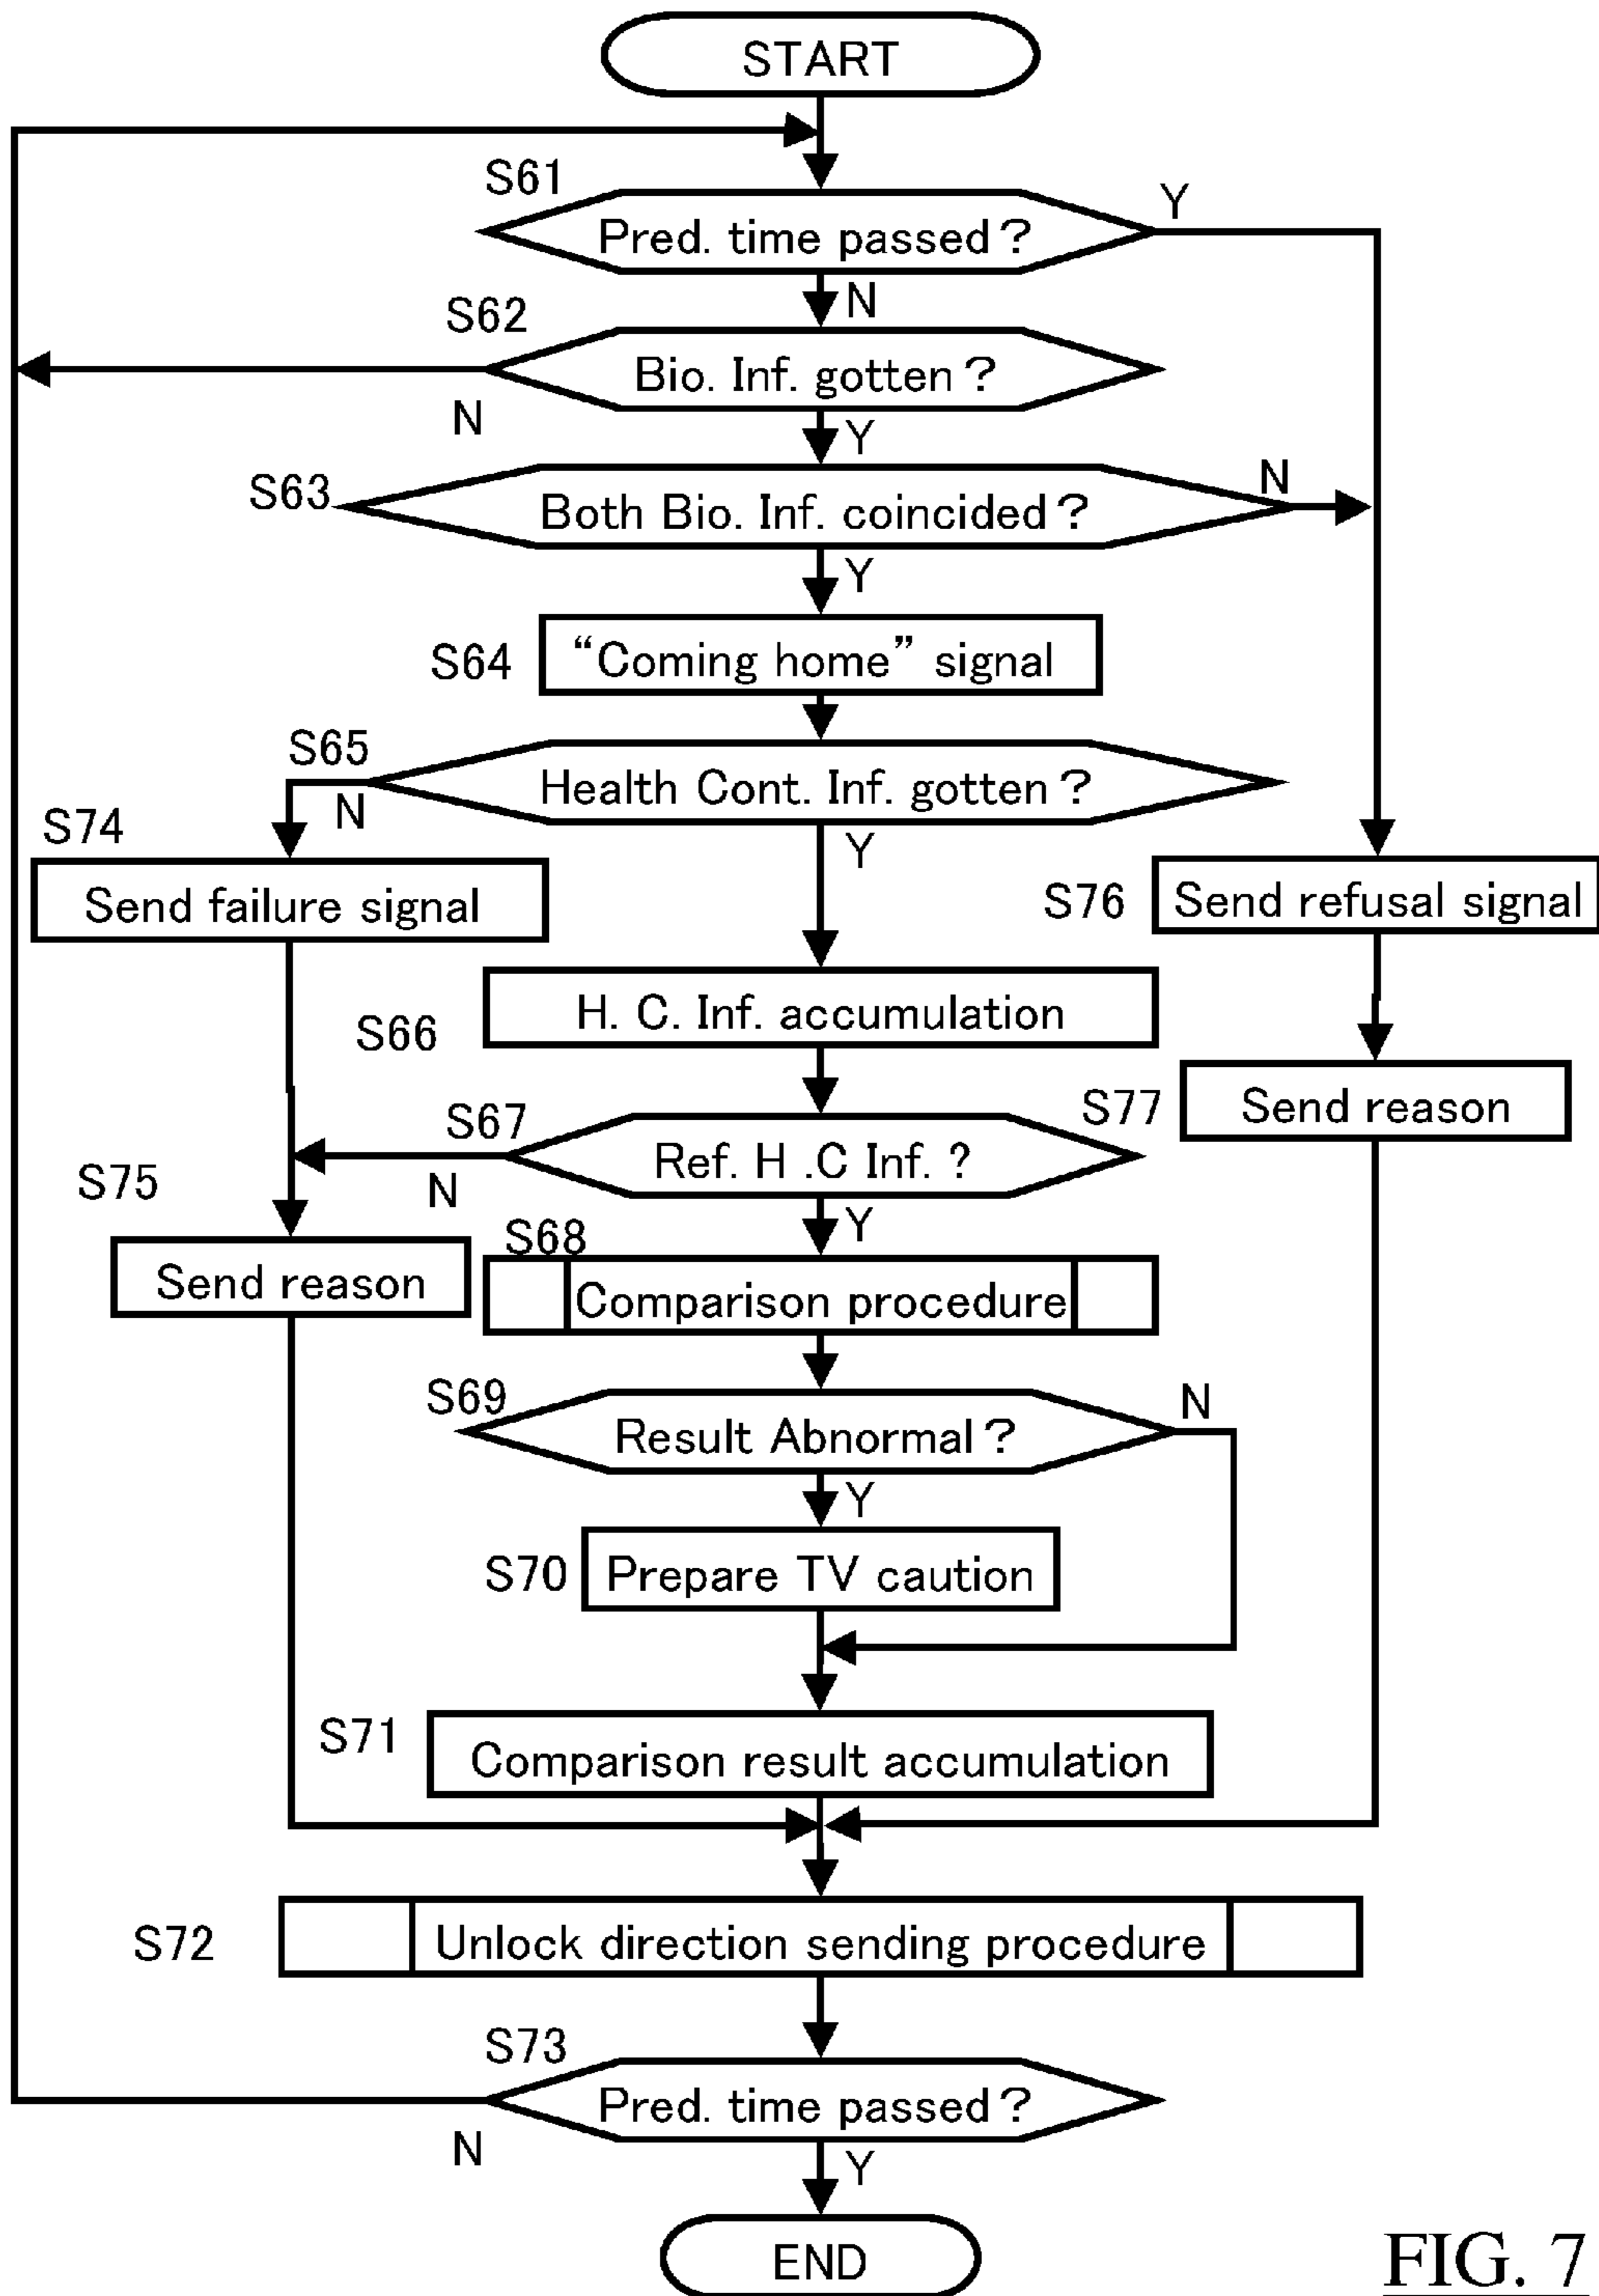 START
S61
Y
Pred. time passed?
N
S62
Bio. Inf. gotten?
N
Y
S63
N
Both Bio. Inf. coincided?
Y
S64
“Coming home” signal
S65
Health Cont. Inf. gotten?
N
Y
S74
Send failure signal
S76
Send refusal signal
H. C. Inf. accumulation
S66
S77
Send reason
S67
Ref. H .C Inf. ?
N
Y
S75
Send reason
S68
Comparison procedure
S69
N
Result Abnormal?
Y
S70
Prepare TV caution
S71
Comparison result accumulation
S72
Unlock direction sending procedure
S73
Pred. time passed?
N
Y
END
FIG. 7